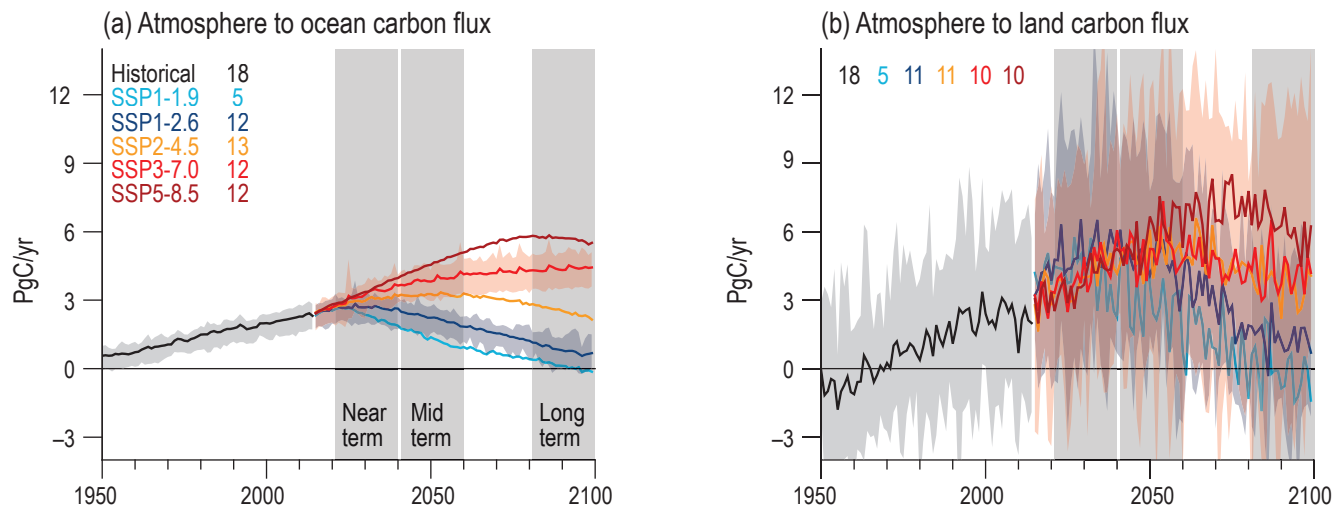 (a) Atmosphere to ocean carbon flux
PgC/yr
12
9
6
3
0
–3
Historical 18
SSP1-1.9 5
SSP1-2.6 12
SSP2-4.5 13
SSP3-7.0 12
SSP5-8.5 12
Near term
Mid term
Long term
1950 2000 2050 2100
(b) Atmosphere to land carbon flux
PgC/yr
12
9
6
3
0
–3
18 5 11 11 10 10
1950 2000 2050 2100